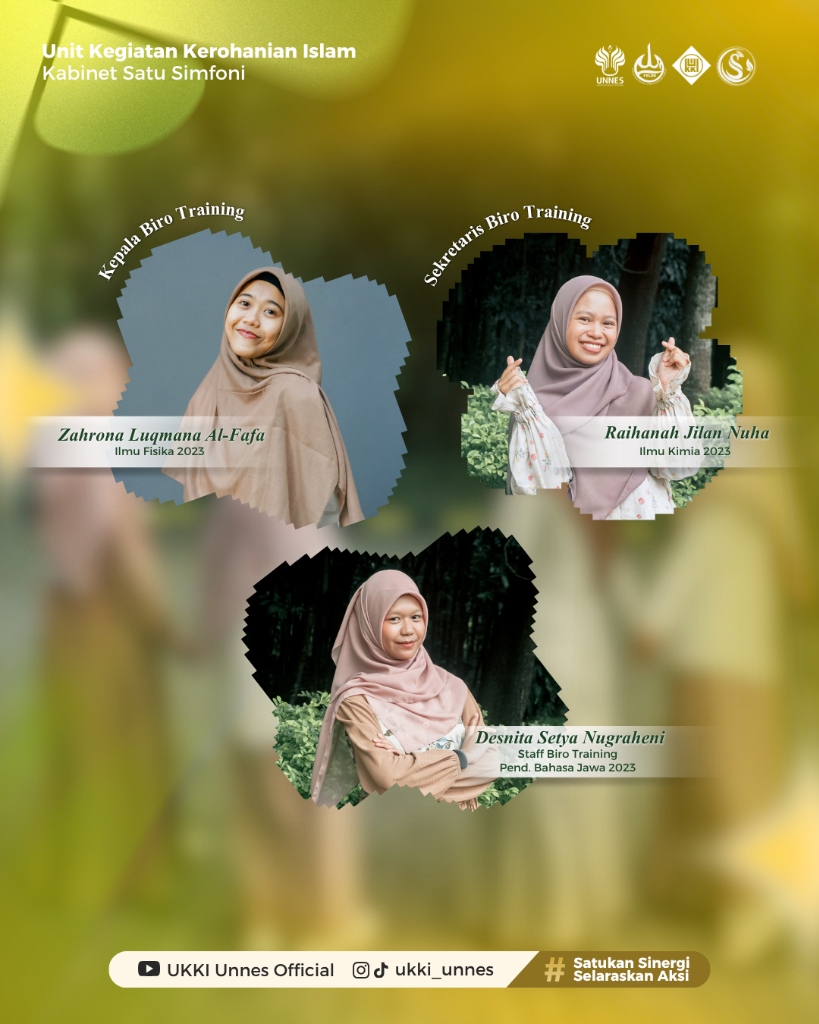 Unit Kegiatan Kerohanian Islam
Kabinet Satu Simfoni
UNNES
Kepala Biro Training
Sekretaris Biro Training
Zahrona Luqmana Al-Fafa
Ilmu Fisika 2023
Raihanah Jilan Nuha
Ilmu Kimia 2023
Desnita Setya Nugraheni
Staff Biro Training
Pend. Bahasa Jawa 2023
UKKI Unnes Official
ukki_unnes
# Satukan Sinergi
Selaraskan Aksi